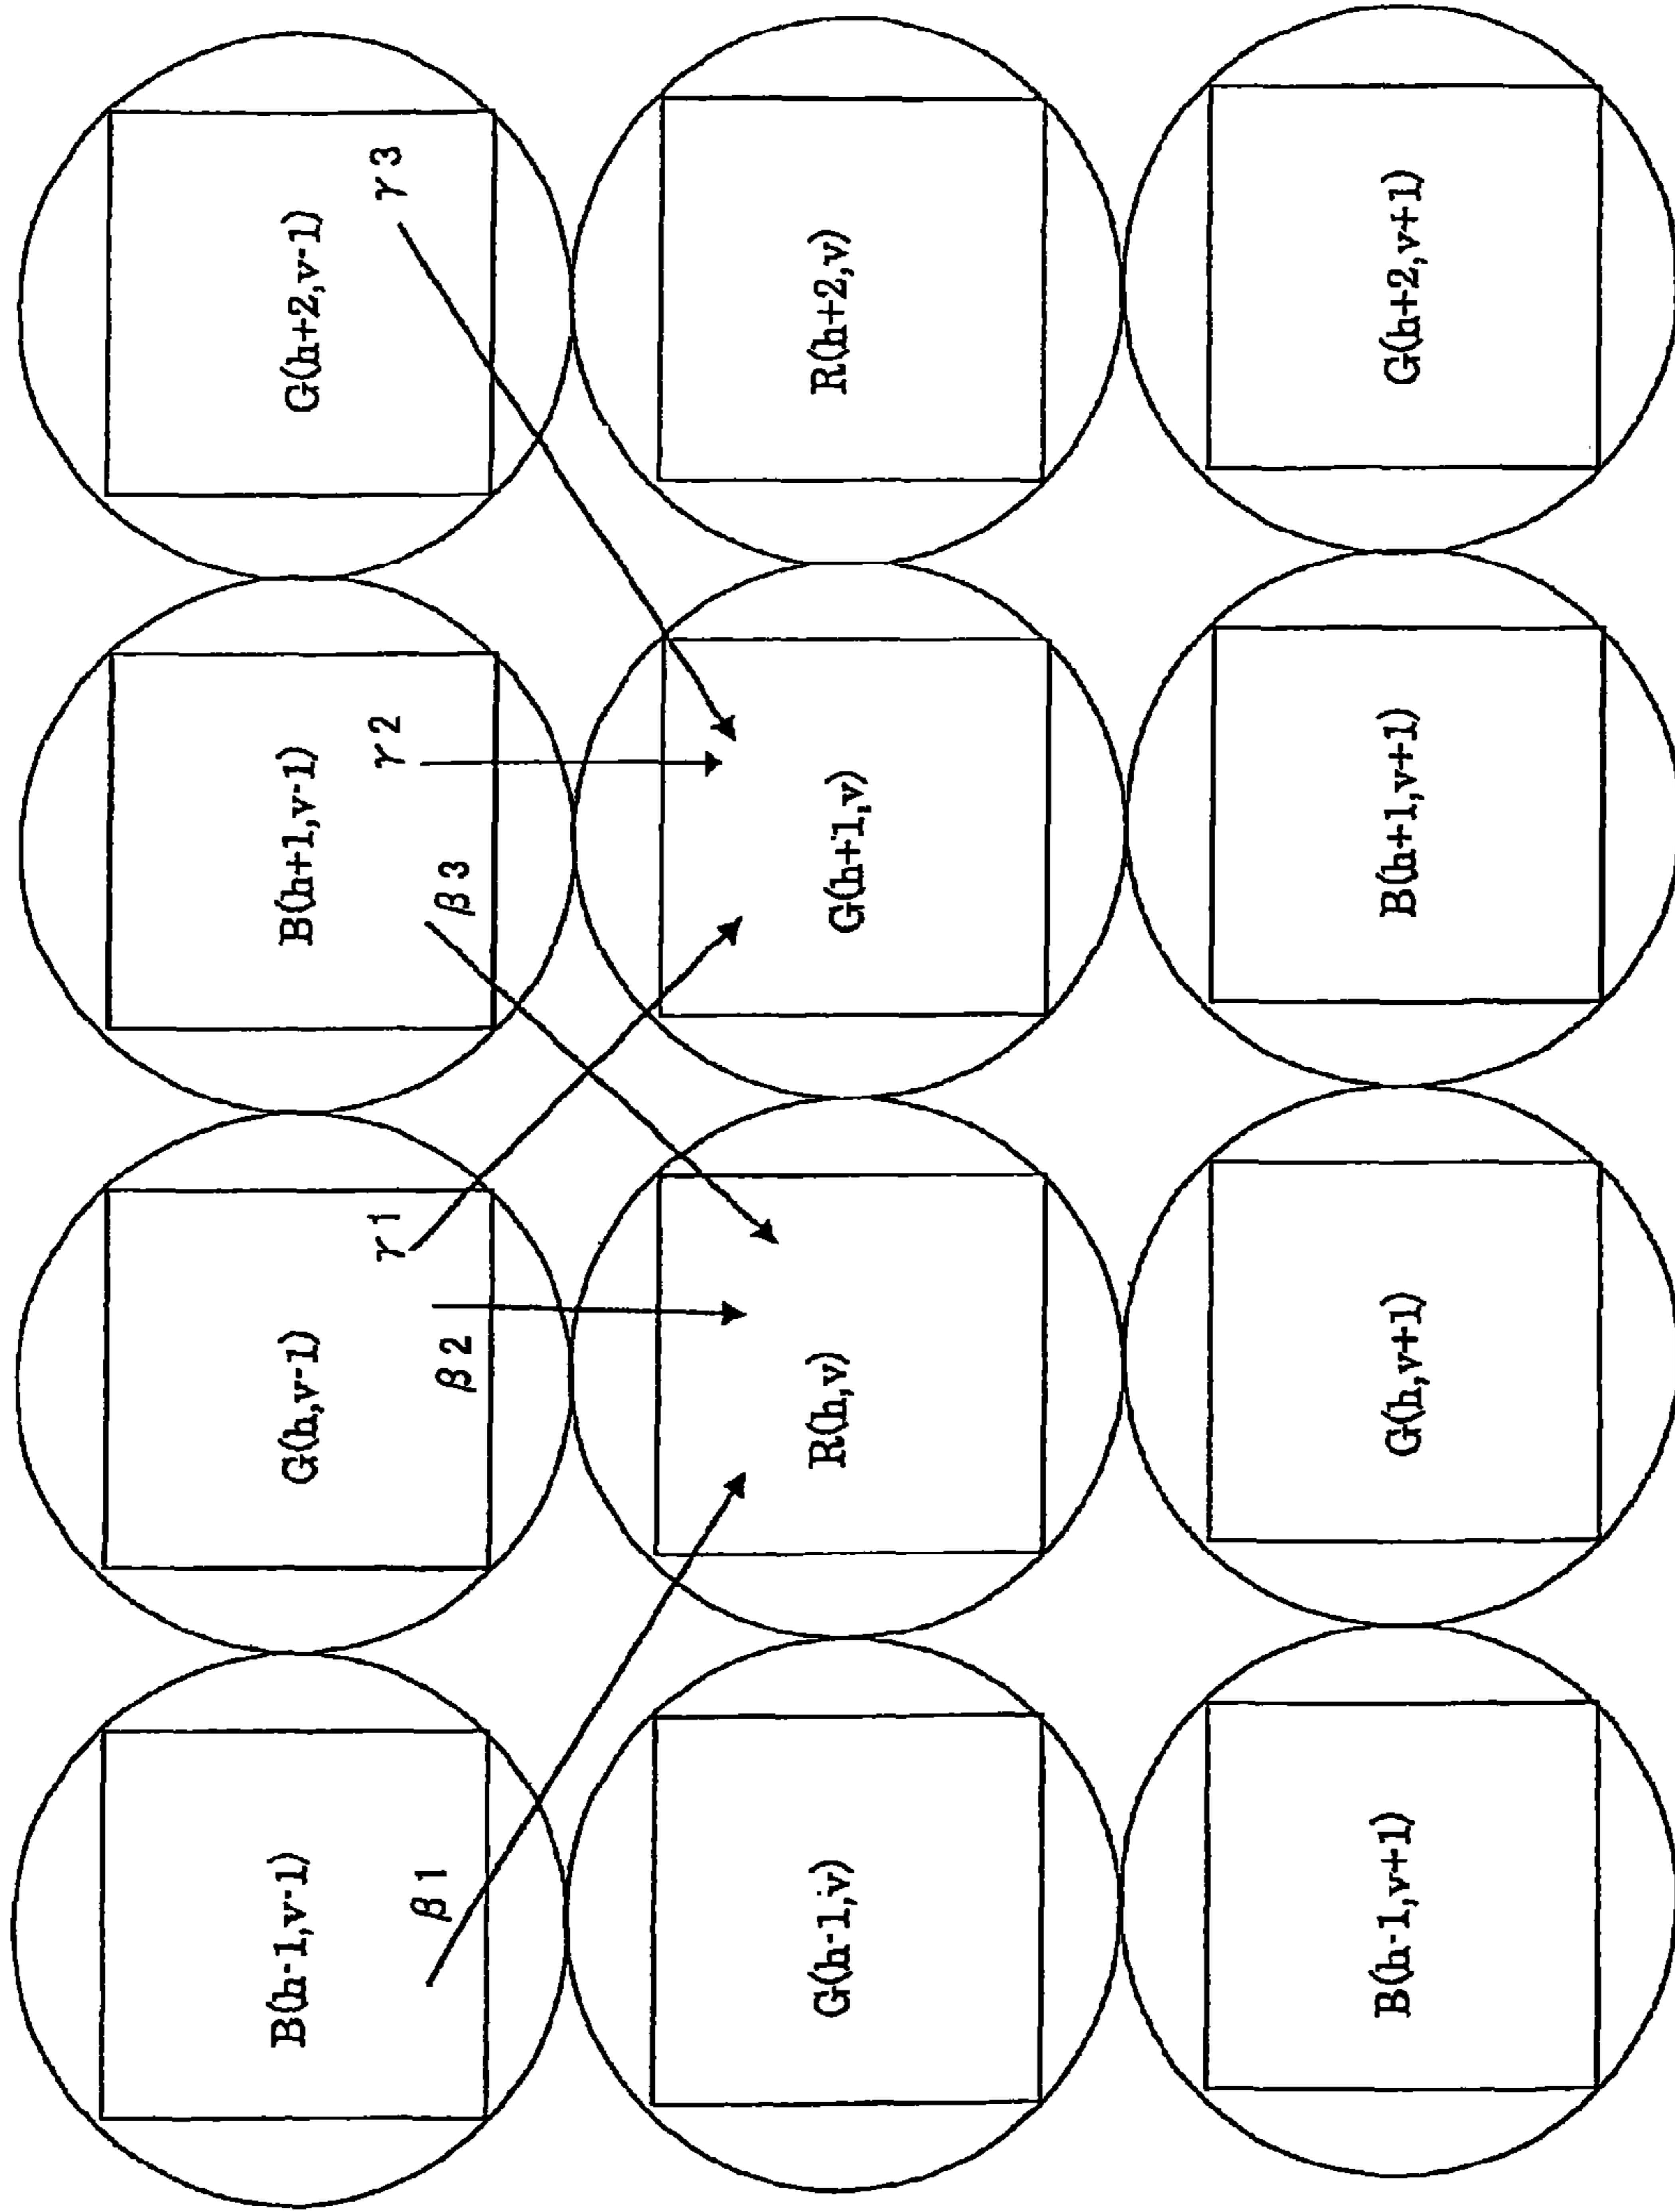 B(h-1,v-1)
G(h,v-1)
B(h+1,v-1)
G(h+2,v-1)
β1
β2
γ1
β3
γ2
γ3
G(h-1,v)
R(h,v)
G(h+1,v)
R(h+2,v)
B(h-1,v+1)
G(h,v+1)
B(h+1,v+1)
G(h+2,v+1)